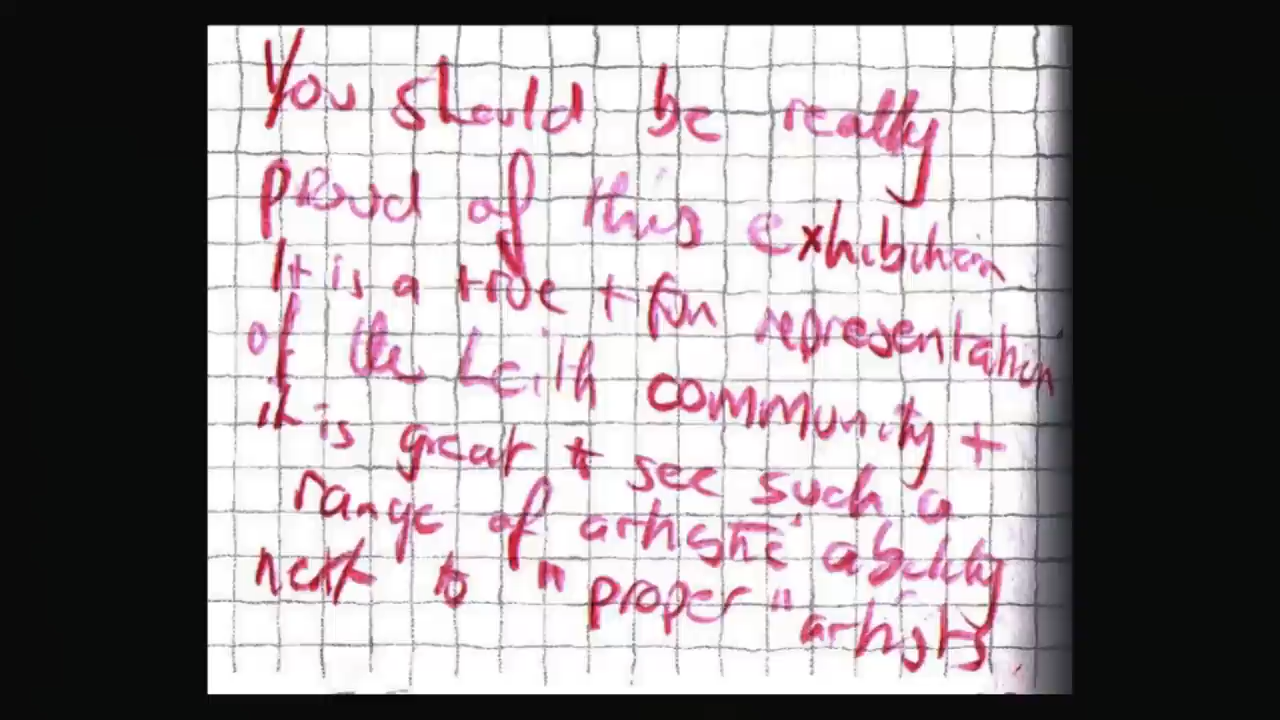 You should be really
proud of this exhibition
It is a true + fun representation
of the Leith community +
it is great to see such a
range of artistic ability
next to "proper" artists.